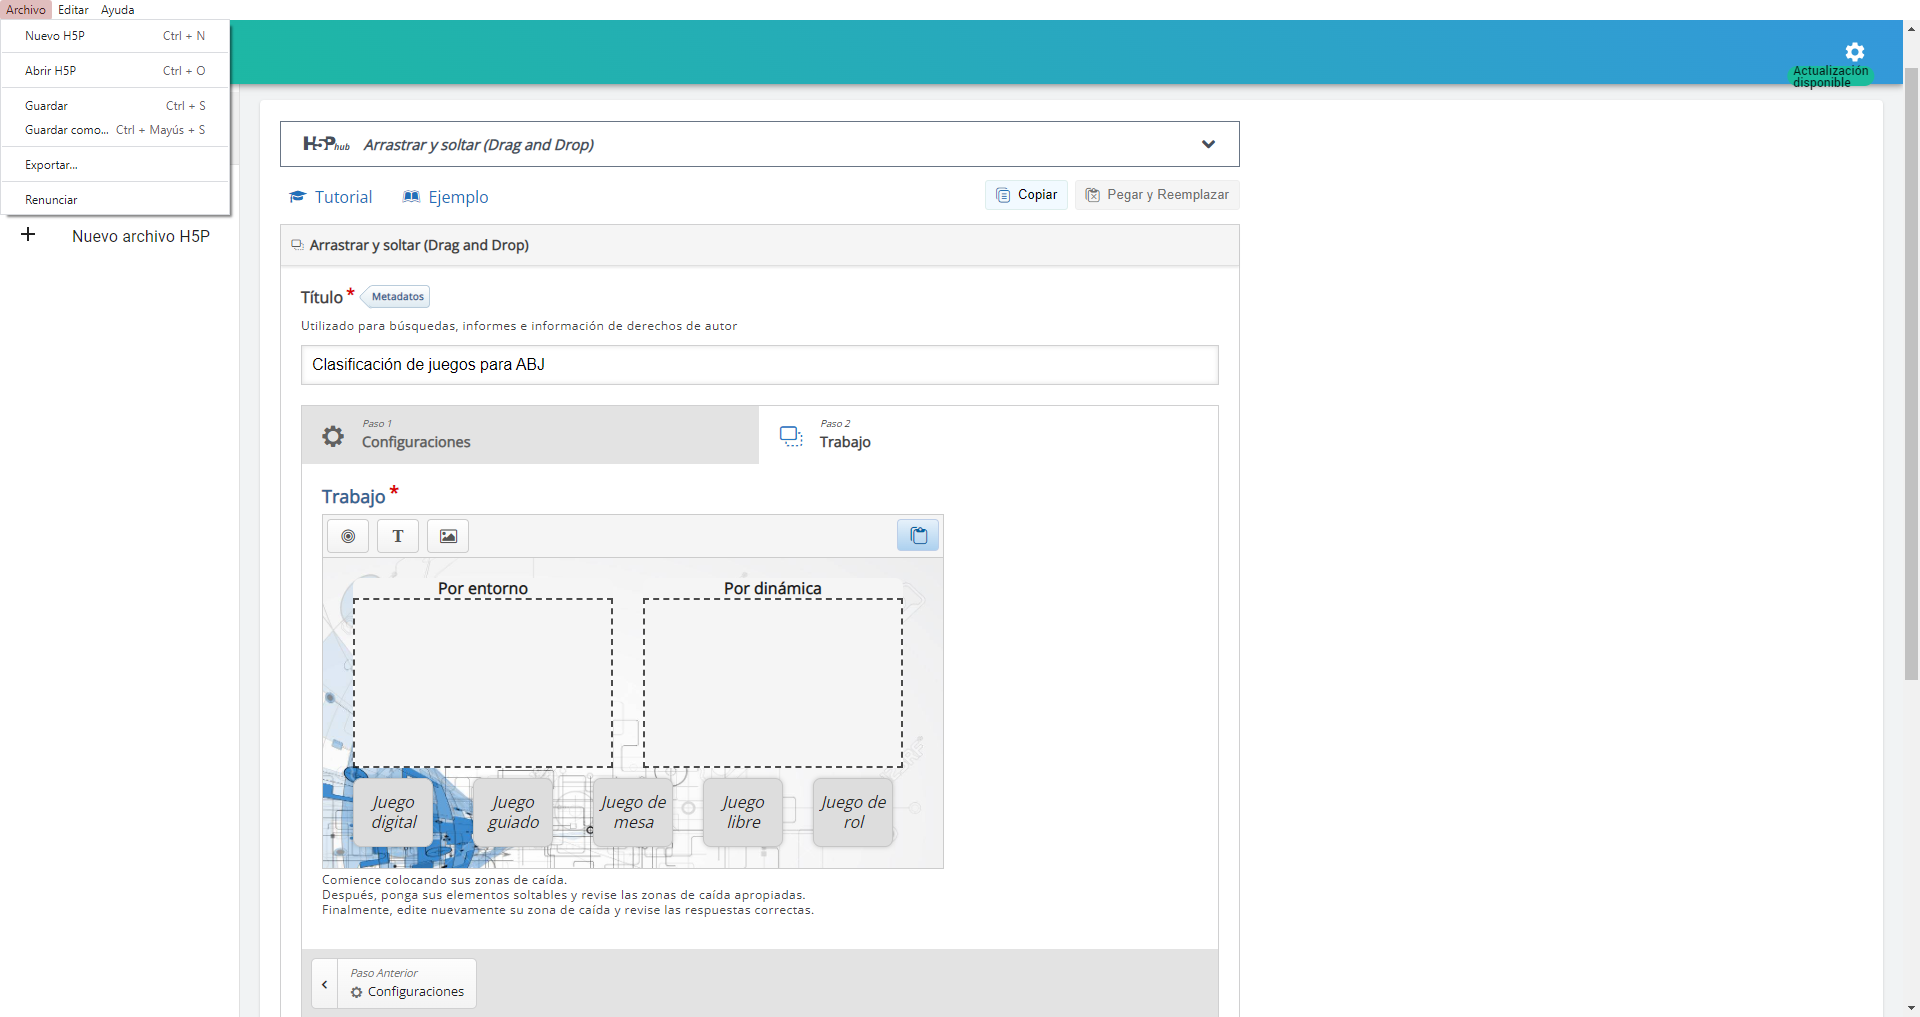 Archivo Editar Ayuda
Nuevo H5P Ctrl + N
Abrir H5P Ctrl + O
Guardar Ctrl + S
Guardar como... Ctrl + Mayús + S
Exportar...
Renunciar
Nuevo archivo H5P
Actualización
disponible
H5P hub Arrastrar y soltar (Drag and Drop)
Tutorial Ejemplo Copiar Pegar y Reemplazar
Arrastrar y soltar (Drag and Drop)
Título * Metadatos
Utilizado para búsquedas, informes e información de derechos de autor
Clasificación de juegos para ABJ
Paso 1
Configuraciones
Paso 2
Trabajo
Trabajo *
T
Por entorno Por dinámica
Juego
digital
Juego
guiado
Juego de
mesa
Juego
libre
Juego de
rol
Comience colocando sus zonas de caída.
Después, ponga sus elementos soltables y revise las zonas de caída apropiadas.
Finalmente, edite nuevamente su zona de caída y revise las respuestas correctas.
Paso Anterior
Configuraciones